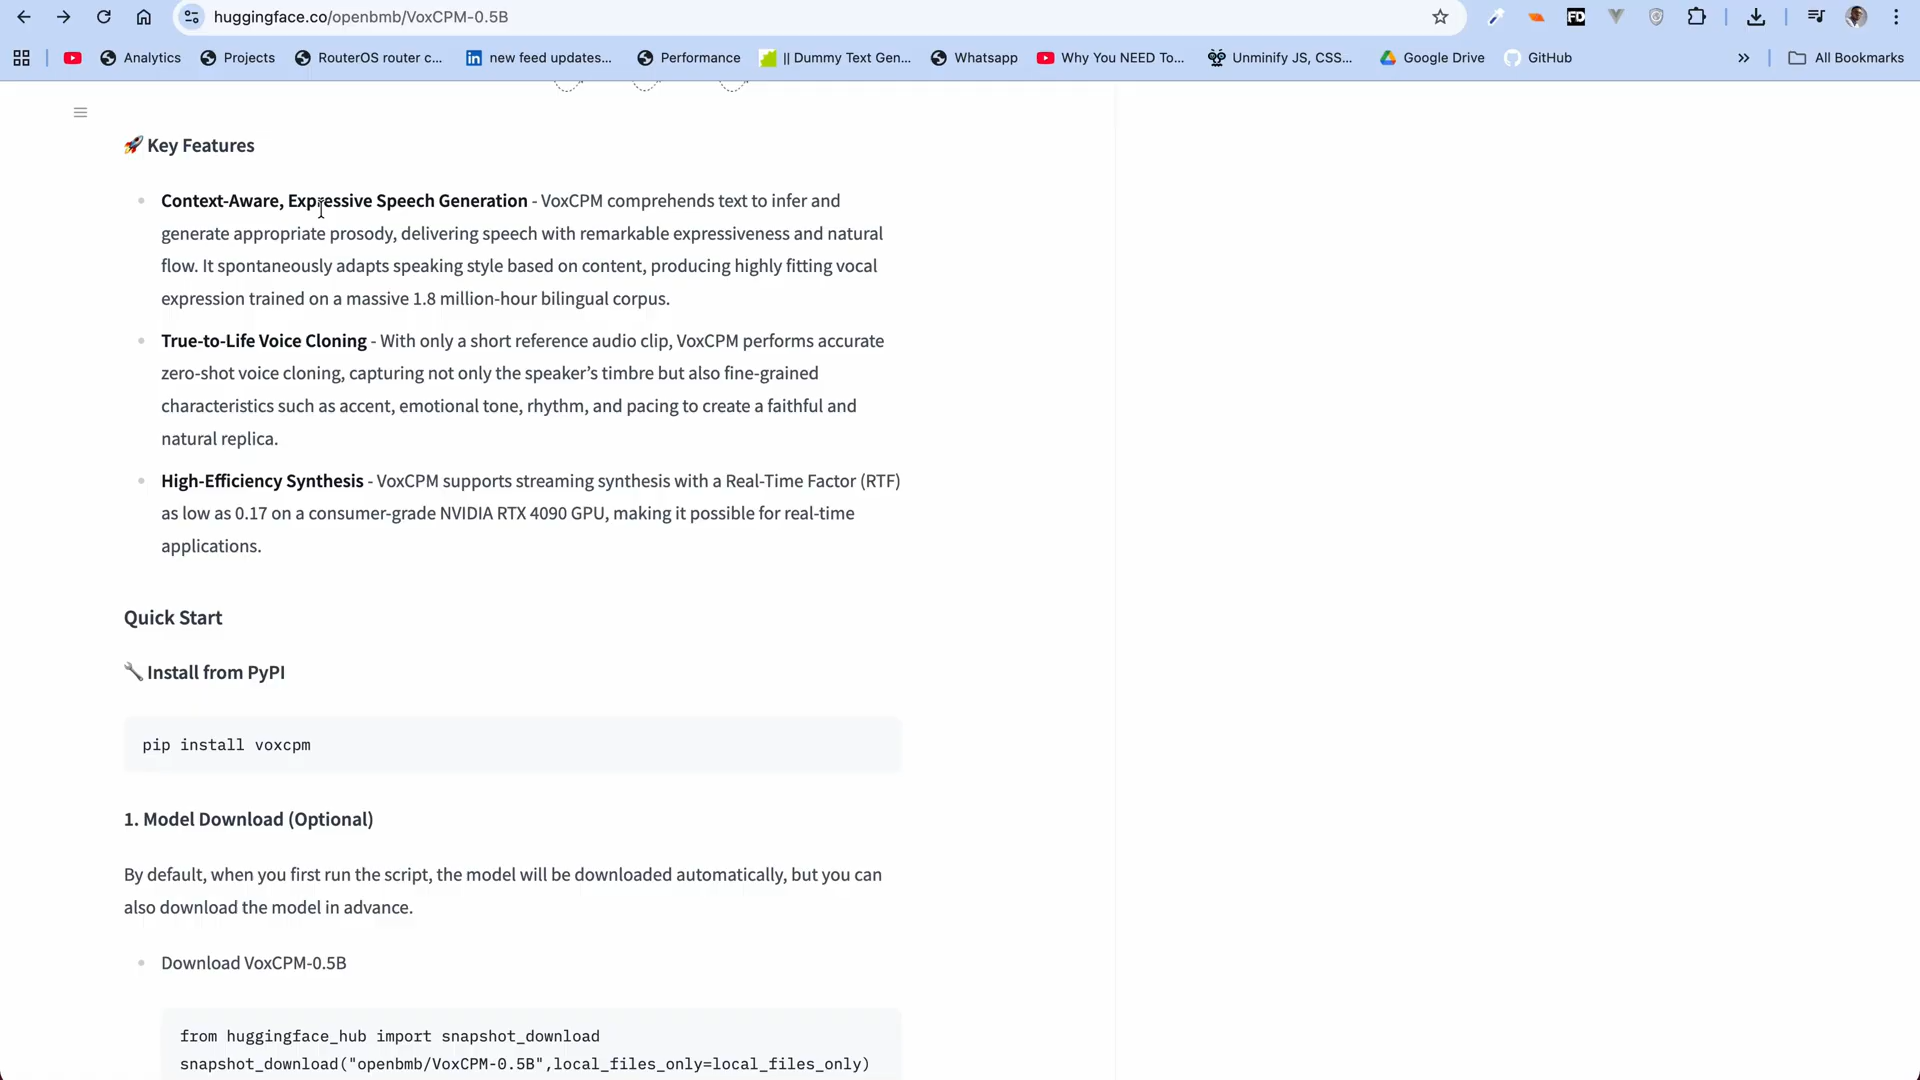 huggingface.co/openbmb/VoxCPM-0.5B
FD
Analytics Projects RouterOS router c... new feed updates... Performance || Dummy Text Gen... Whatsapp Why You NEED To... Unminify JS, CSS... Google Drive GitHub » All Bookmarks
🚀 Key Features
Context-Aware, Expressive Speech Generation - VoxCPM comprehends text to infer and
generate appropriate prosody, delivering speech with remarkable expressiveness and natural
flow. It spontaneously adapts speaking style based on content, producing highly fitting vocal
expression trained on a massive 1.8 million-hour bilingual corpus.
True-to-Life Voice Cloning - With only a short reference audio clip, VoxCPM performs accurate
zero-shot voice cloning, capturing not only the speaker’s timbre but also fine-grained
characteristics such as accent, emotional tone, rhythm, and pacing to create a faithful and
natural replica.
High-Efficiency Synthesis - VoxCPM supports streaming synthesis with a Real-Time Factor (RTF)
as low as 0.17 on a consumer-grade NVIDIA RTX 4090 GPU, making it possible for real-time
applications.
Quick Start
🔧 Install from PyPI
pip install voxcpm
1. Model Download (Optional)
By default, when you first run the script, the model will be downloaded automatically, but you can
also download the model in advance.
Download VoxCPM-0.5B
from huggingface_hub import snapshot_download
snapshot_download("openbmb/VoxCPM-0.5B",local_files_only=local_files_only)